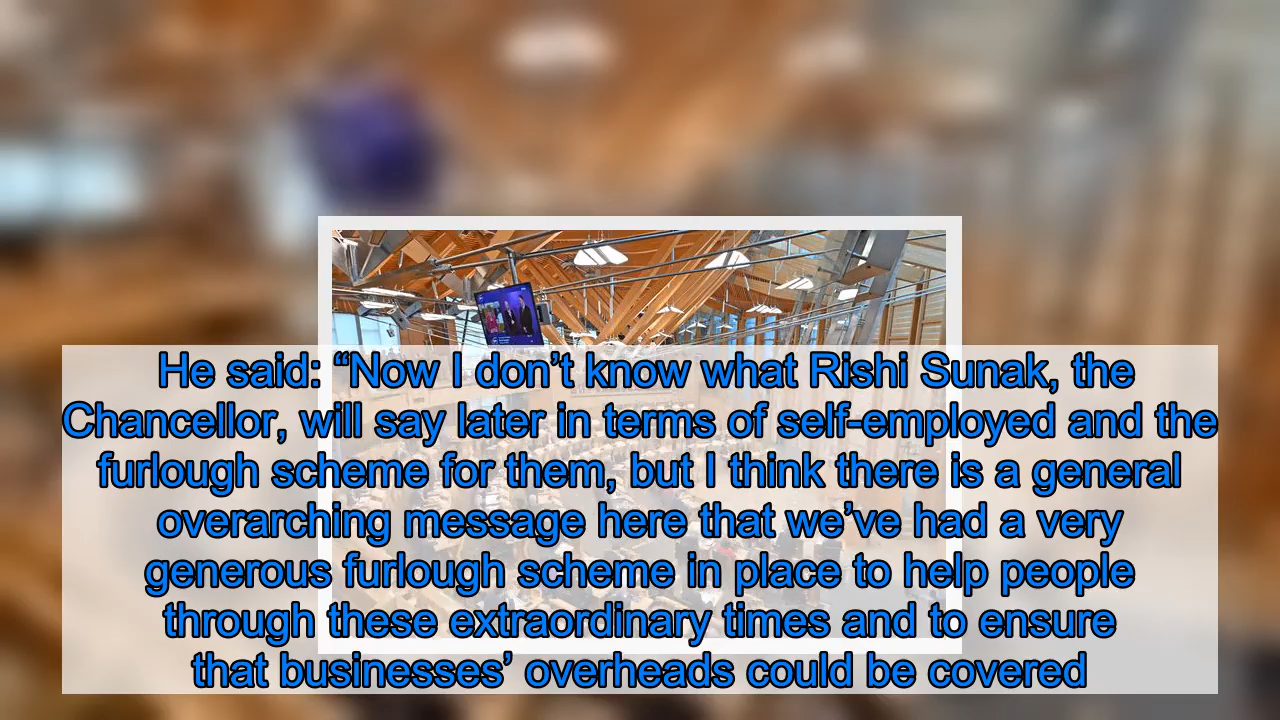 He said: “Now I don’t know what Rishi Sunak, the
Chancellor, will say later in terms of self-employed and the
furlough scheme for them, but I think there is a general
overarching message here that we’ve had a very
generous furlough scheme in place to help people
through these extraordinary times and to ensure
that businesses’ overheads could be covered